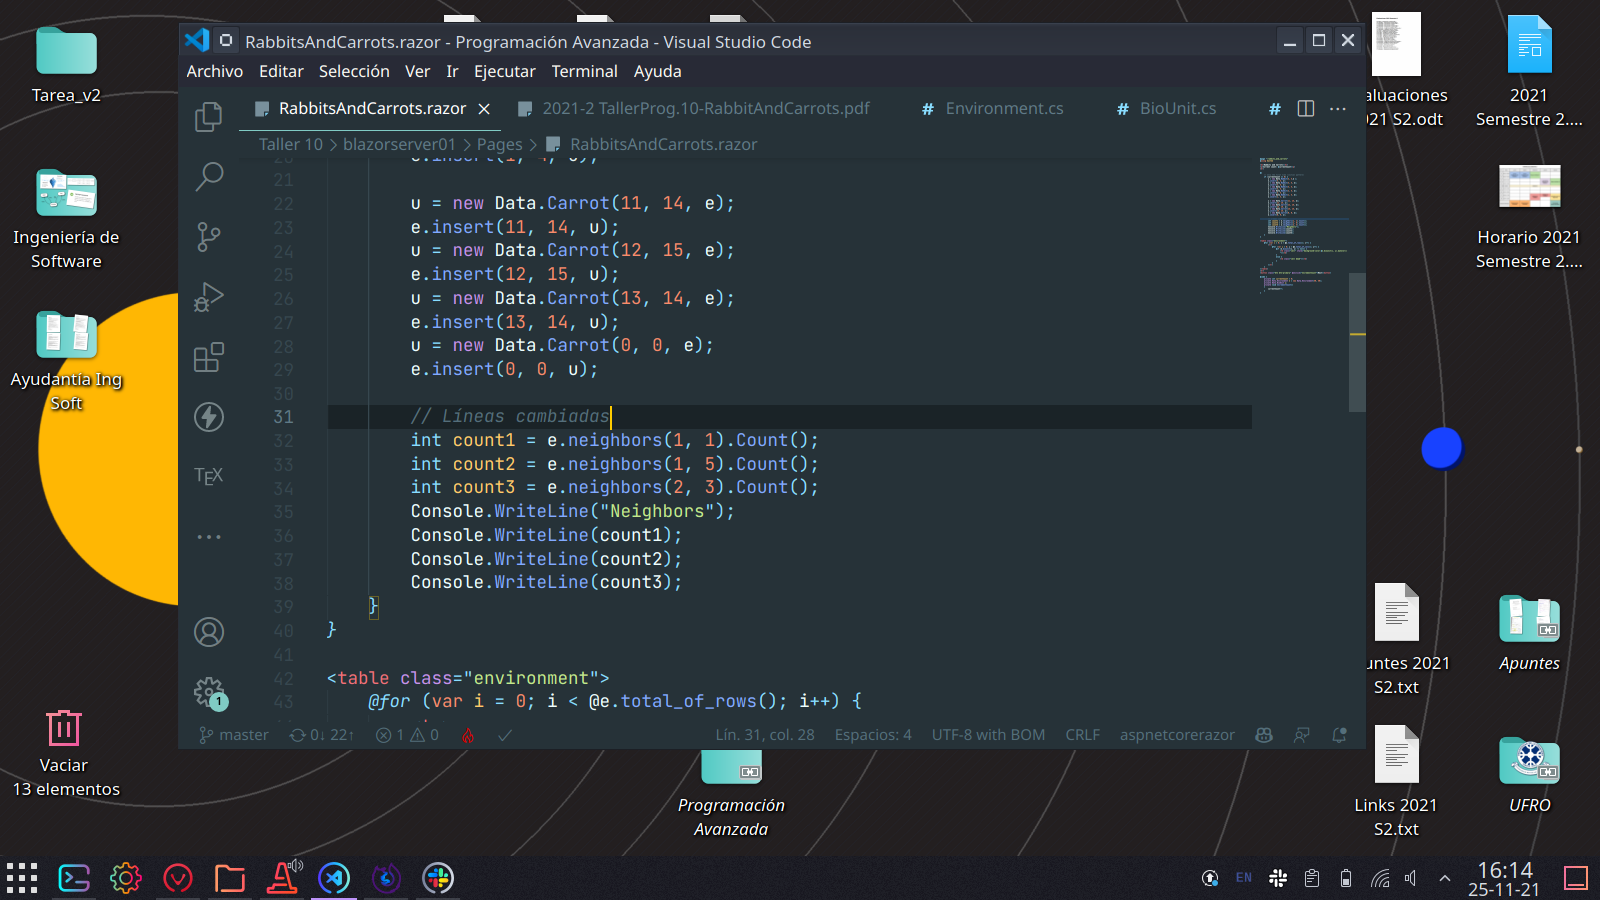 Tarea_v2
Ingeniería de
Software
Ayudantía Ing
Soft
Vaciar
13 elementos
RabbitsAndCarrots.razor - Programación Avanzada - Visual Studio Code
Archivo Editar Selección Ver Ir Ejecutar Terminal Ayuda
RabbitsAndCarrots.razor 2021-2 TallerProg.10-RabbitAndCarrots.pdf # Environment.cs # BioUnit.cs #
Taller 10 > blazorserver01 > Pages > RabbitsAndCarrots.razor
21
22 u = new Data.Carrot(11, 14, e);
23 e.insert(11, 14, u);
24 u = new Data.Carrot(12, 15, e);
25 e.insert(12, 15, u);
26 u = new Data.Carrot(13, 14, e);
27 e.insert(13, 14, u);
28 u = new Data.Carrot(0, 0, e);
29 e.insert(0, 0, u);
30
31 // Líneas cambiadas
32 int count1 = e.neighbors(1, 1).Count();
33 int count2 = e.neighbors(1, 5).Count();
34 int count3 = e.neighbors(2, 3).Count();
35 Console.WriteLine("Neighbors");
36 Console.WriteLine(count1);
37 Console.WriteLine(count2);
38 Console.WriteLine(count3);
39 }
40 }
41
42 <table class="environment">
43 @for (var i = 0; i < @e.total_of_rows(); i++) {
TEX
1
master 0↓ 22↑ 1 0 Lín. 31, col. 28 Espacios: 4 UTF-8 with BOM CRLF aspnetcorerazor
Programación
Avanzada
aluaciones
021 S2.odt
2021
Semestre 2....
Horario 2021
Semestre 2....
untes 2021
S2.txt
Apuntes
Links 2021
S2.txt
UFRO
EN
16:14
25-11-21